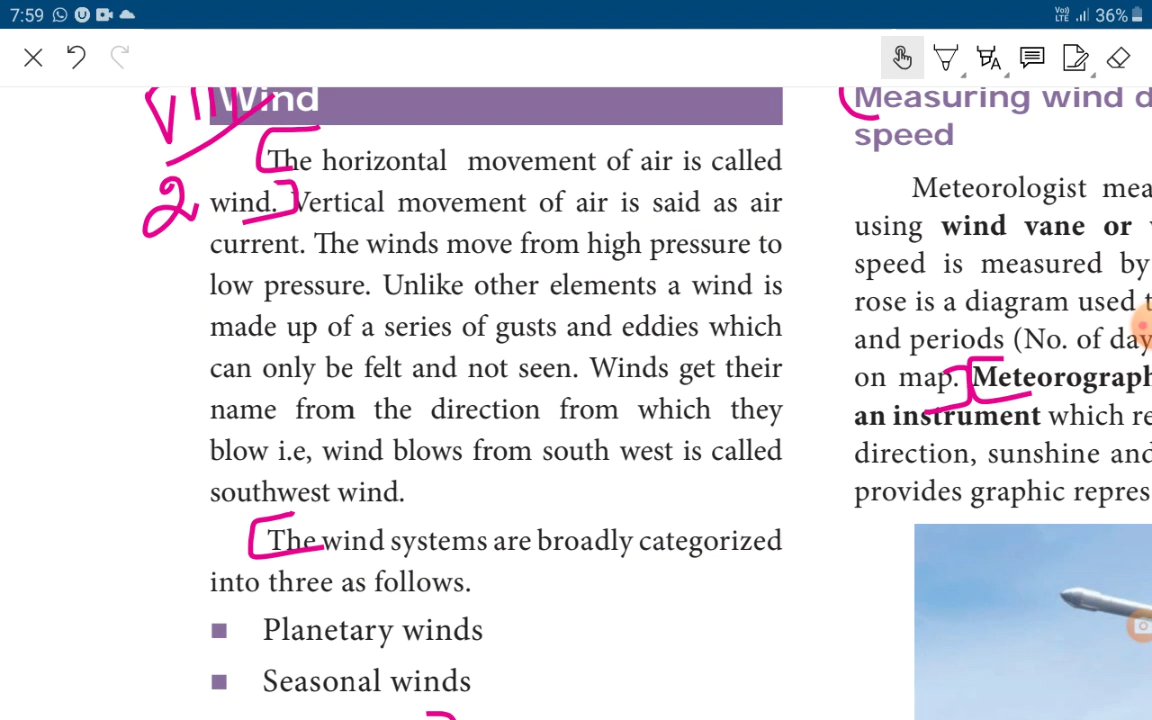 7:59
Vo) LTE 36%
Wind
VIII
2
The horizontal movement of air is called
wind. Vertical movement of air is said as air
current. The winds move from high pressure to
low pressure. Unlike other elements a wind is
made up of a series of gusts and eddies which
can only be felt and not seen. Winds get their
name from the direction from which they
blow i.e, wind blows from south west is called
southwest wind.
The wind systems are broadly categorized
into three as follows.
■ Planetary winds
■ Seasonal winds
Measuring wind d
speed
Meteorologist mea
using wind vane or
speed is measured by
rose is a diagram used t
and periods (No. of day
on map. Meteorograph
an instrument which re
direction, sunshine and
provides graphic repres